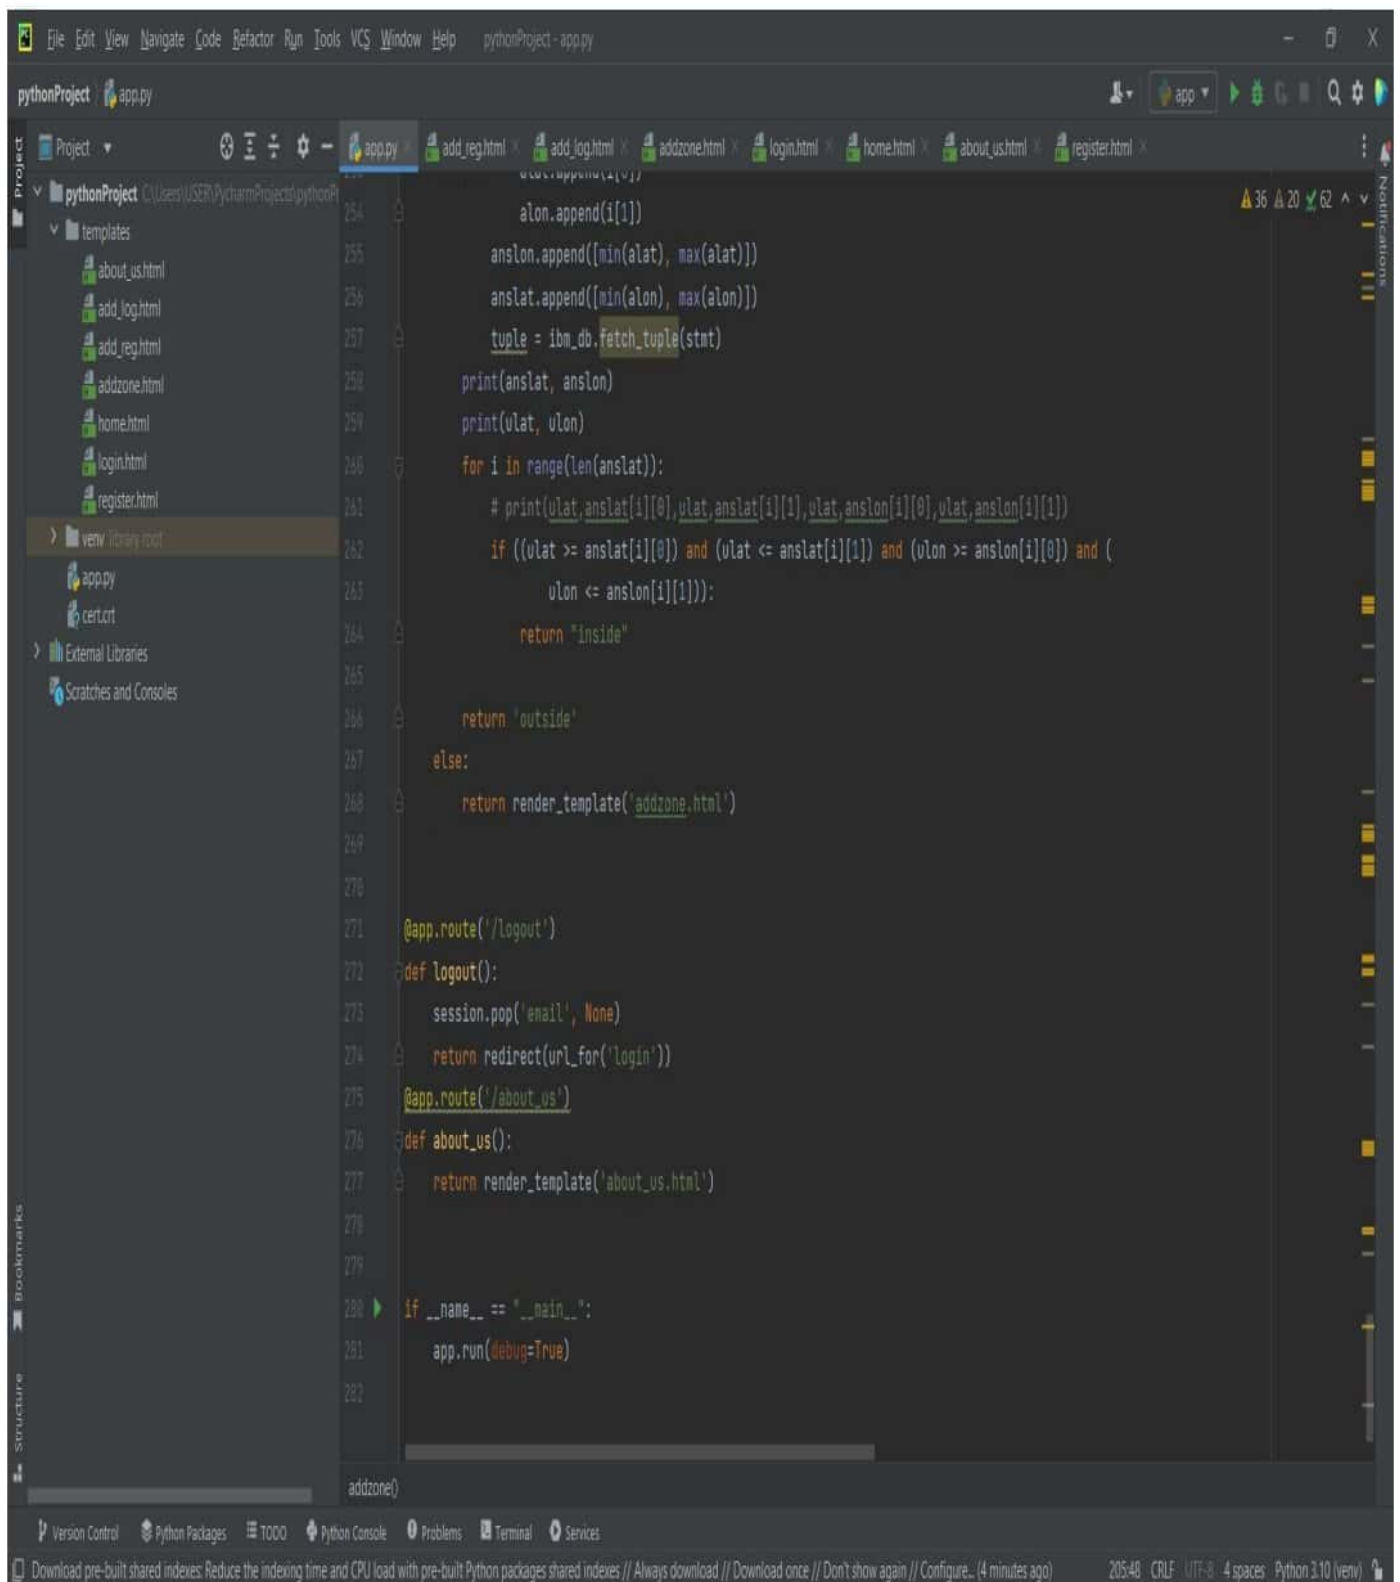 File Edit View Navigate Code Refactor Run Tools VCS Window Help pythonProject - app.py
pythonProject app.py
app
Project
app.py add_reg.html add_log.html addzone.html login.html home.html about_us.html register.html
Project
Notifications
pythonProject C:\Users\USER\PycharmProjects\pythonPr
templates
about_us.html
add_log.html
add_reg.html
addzone.html
home.html
login.html
register.html
venv library root
app.py
cert.crt
External Libraries
Scratches and Consoles
36 20 62
254 alon.append(i[1])
255 anslon.append([min(alat), max(alat)])
256 anslat.append([min(alon), max(alon)])
257 tuple = ibm_db.fetch_tuple(stmt)
258 print(anslat, anslon)
259 print(ulat, ulon)
260 for i in range(len(anslat)):
261 # print(ulat,anslat[i][0],ulat,anslat[i][1],ulat,anslon[i][0],ulat,anslon[i][1])
262 if ((ulat >= anslat[i][0]) and (ulat <= anslat[i][1]) and (ulon >= anslon[i][0]) and (
263 ulon <= anslon[i][1])):
264 return "inside"
265
266 return 'outside'
267 else:
268 return render_template('addzone.html')
269
270
271 @app.route('/logout')
272 def logout():
273 session.pop('email', None)
274 return redirect(url_for('login'))
275 @app.route('/about_us')
276 def about_us():
277 return render_template('about_us.html')
278
279
280 if __name__ == "__main__":
281 app.run(debug=True)
282
Bookmarks
Structure
addzone()
Version Control Python Packages TODO Python Console Problems Terminal Services
Download pre-built shared indexes: Reduce the indexing time and CPU load with pre-built Python packages shared indexes // Always download // Download once // Don't show again // Configure... (4 minutes ago) 205:48 CRLF UTF-8 4 spaces Python 3.10 (venv)